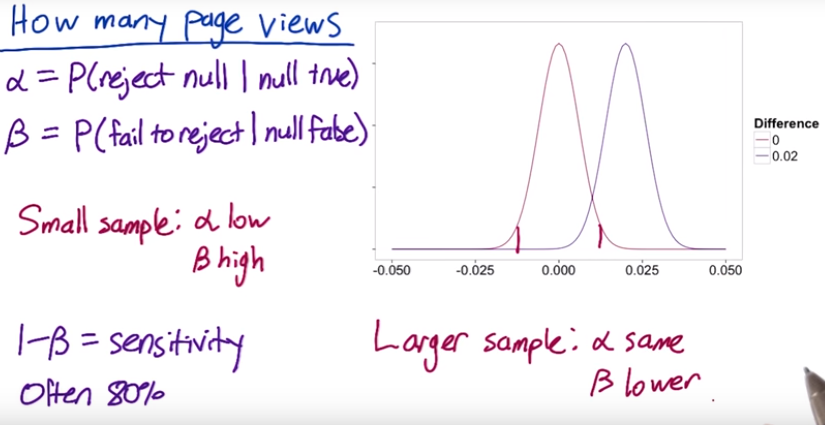 How many page views
α = P(reject null | null true)
β = P(fail to reject | null false)
Small sample: α low
β high
1-β = sensitivity
Often 80%
Difference
0
0.02
-0.050 -0.025 0.000 0.025 0.050
Larger sample: α same
β lower